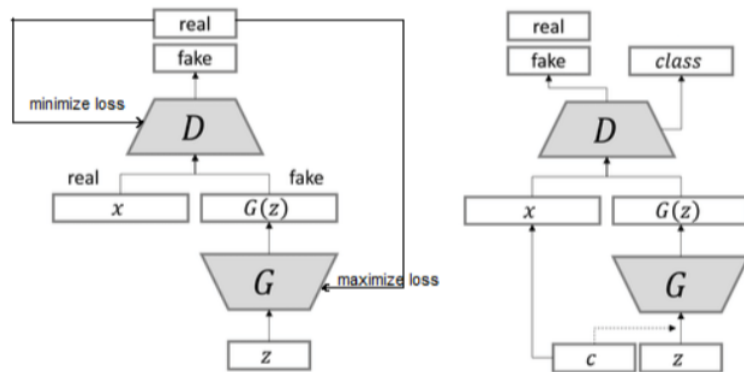 real
fake
minimize loss
D
real
fake
x
G(z)
G
maximize loss
z
real
fake
class
D
x
G(z)
G
c
z